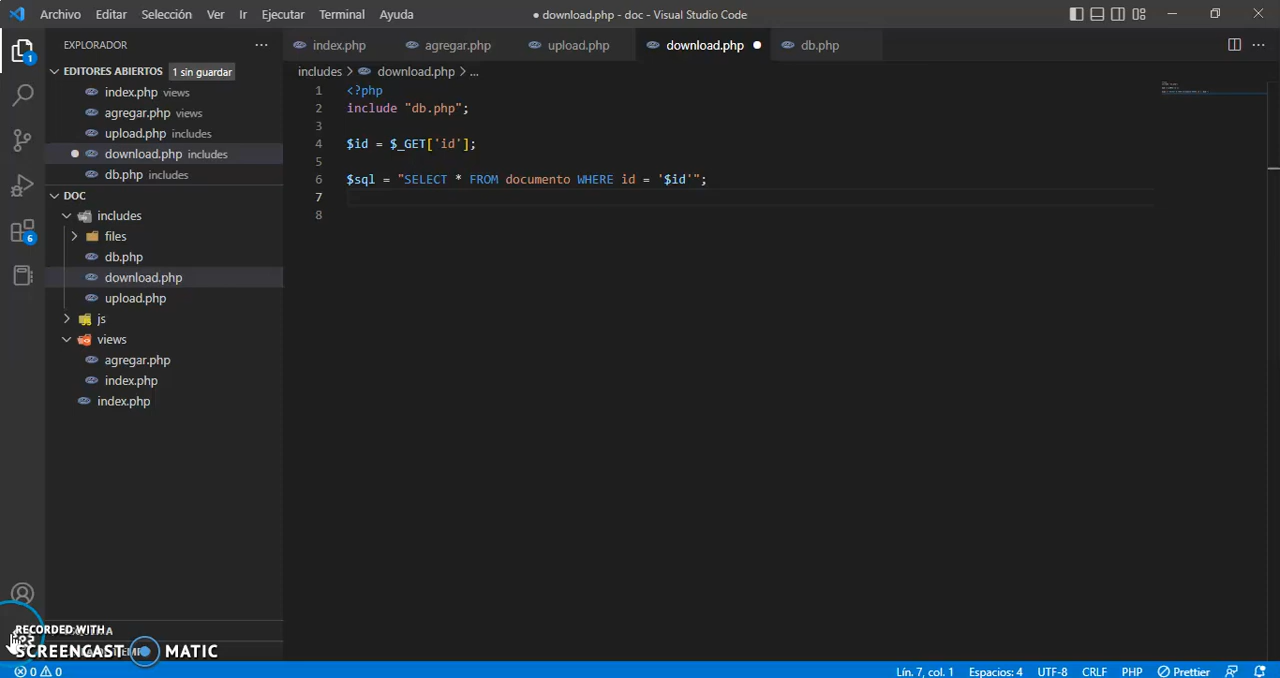 Archivo Editar Selección Ver Ir Ejecutar Terminal Ayuda ● download.php - doc - Visual Studio Code
EXPLORADOR ··· index.php agregar.php upload.php download.php ● db.php ···
EDITORES ABIERTOS 1 sin guardar
index.php views
agregar.php views
upload.php includes
● download.php includes
db.php includes
DOC
includes
files
db.php
download.php
upload.php
js
views
agregar.php
index.php
index.php
1
6
includes > download.php > ...
1 <?php
2 include "db.php";
3
4 $id = $_GET['id'];
5
6 $sql = "SELECT * FROM documento WHERE id = '$id'";
7
8
RECORDED WITH
SCREENCAST MATIC
0 0 Lín. 7, col. 1 Espacios: 4 UTF-8 CRLF PHP Prettier